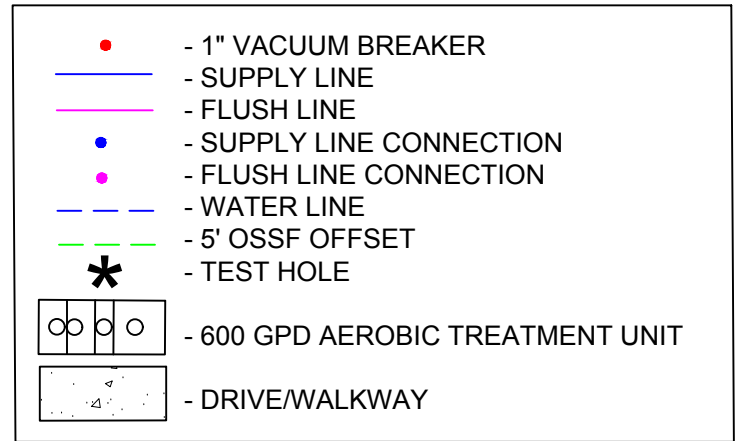 - 1" VACUUM BREAKER
- SUPPLY LINE
- FLUSH LINE
- SUPPLY LINE CONNECTION
- FLUSH LINE CONNECTION
- WATER LINE
- 5' OSSF OFFSET
- TEST HOLE
- 600 GPD AEROBIC TREATMENT UNIT
- DRIVE/WALKWAY